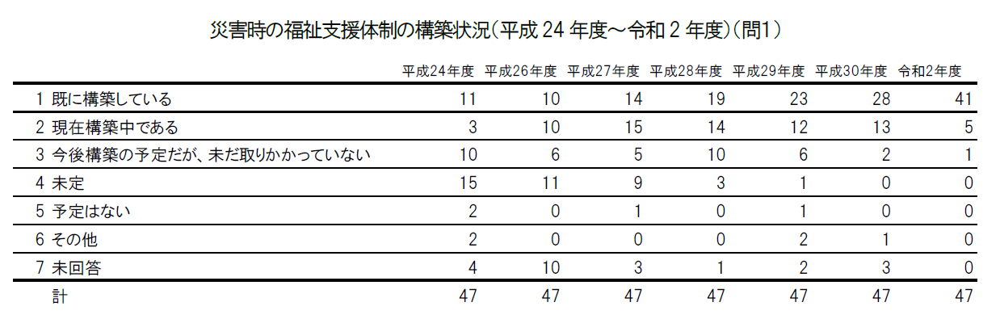 災害時の福祉支援体制の構築状況(平成24年度～令和2年度)(問1)
平成24年度 平成26年度 平成27年度 平成28年度 平成29年度 平成30年度 令和2年度
1 既に構築している 11 10 14 19 23 28 41
2 現在構築中である 3 10 15 14 12 13 5
3 今後構築の予定だが、未だ取りかかっていない 10 6 5 10 6 2 1
4 未定 15 11 9 3 1 0 0
5 予定はない 2 0 1 0 1 0 0
6 その他 2 0 0 0 2 1 0
7 未回答 4 10 3 1 2 3 0
計 47 47 47 47 47 47 47